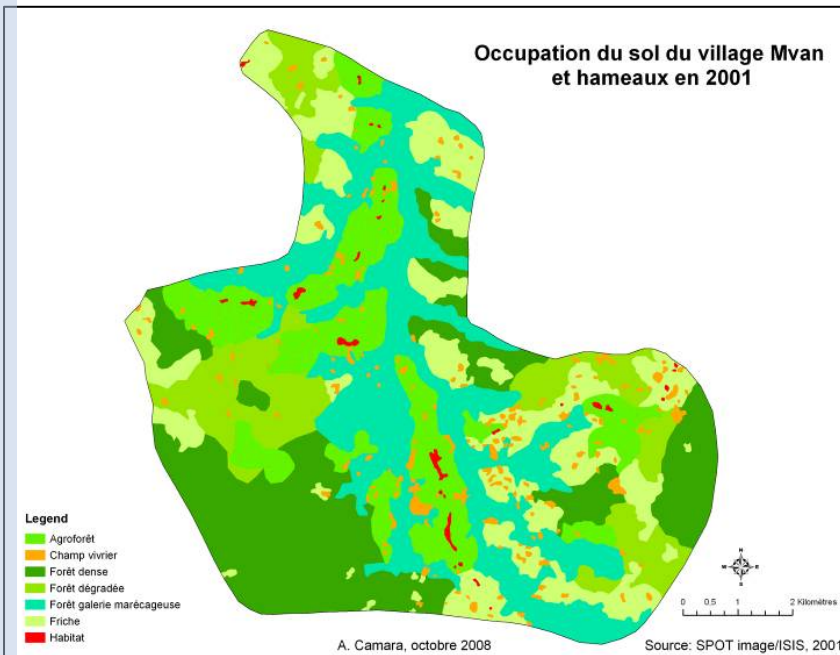 Occupation du sol du village Mvan
et hameaux en 2001
Legend
Agroforêt
Champ vivrier
Forêt dense
Forêt dégradée
Forêt galerie marécageuse
Friche
Habitat
N
W E
S
0 0,5 1 2 Kilomètres
A. Camara, octobre 2008
Source: SPOT image/ISIS, 2001